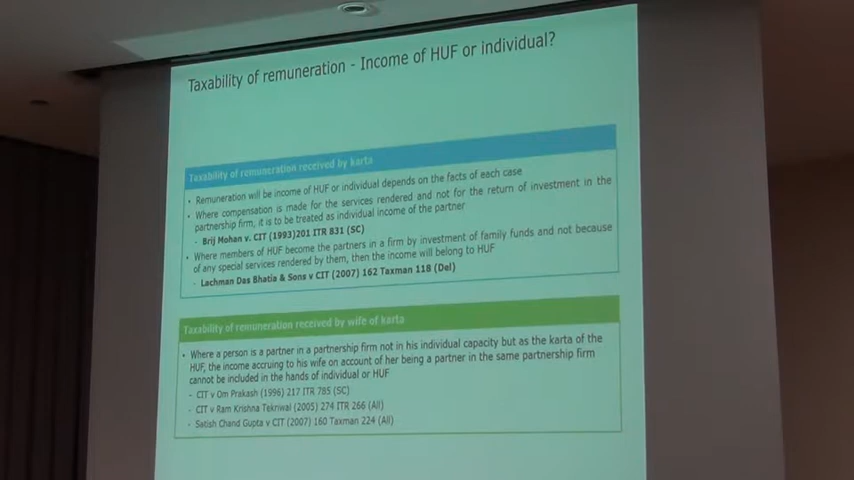 Taxability of remuneration - Income of HUF or individual?
Taxability of remuneration received by karta
• Remuneration will be income of HUF or individual depends on the facts of each case
• Where compensation is made for the services rendered and not for the return of investment in the
partnership firm, it is to be treated as individual income of the partner
- Brij Mohan v. CIT (1993)201 ITR 831 (SC)
• Where members of HUF become the partners in a firm by investment of family funds and not because
of any special services rendered by them, then the income will belong to HUF
- Lachman Das Bhatia & Sons v CIT (2007) 162 Taxman 118 (Del)
Taxability of remuneration received by wife of karta
• Where a person is a partner in a partnership firm not in his individual capacity but as the karta of the
HUF, the income accruing to his wife on account of her being a partner in the same partnership firm
cannot be included in the hands of individual or HUF
- CIT v Om Prakash (1996) 217 ITR 785 (SC)
- CIT v Ram Krishna Tekriwal (2005) 274 ITR 266 (All)
- Satish Chand Gupta v CIT (2007) 160 Taxman 224 (All)